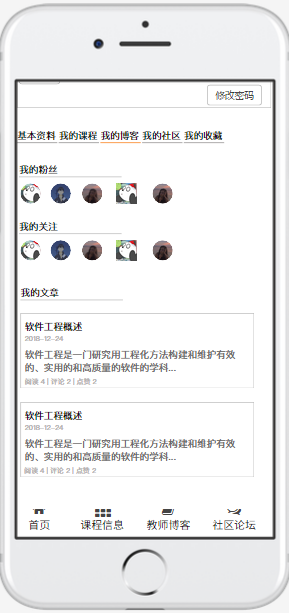 修改密码
基本资料 我的课程 我的博客 我的社区 我的收藏
我的粉丝
我的关注
我的文章
软件工程概述
2018-12-24
软件工程是一门研究用工程化方法构建和维护有效
的、实用的和高质量的软件的学科...
阅读 4 | 评论 2 | 点赞 2
软件工程概述
2018-12-24
软件工程是一门研究用工程化方法构建和维护有效
的、实用的和高质量的软件的学科...
阅读 4 | 评论 2 | 点赞 2
首页 课程信息 教师博客 社区论坛